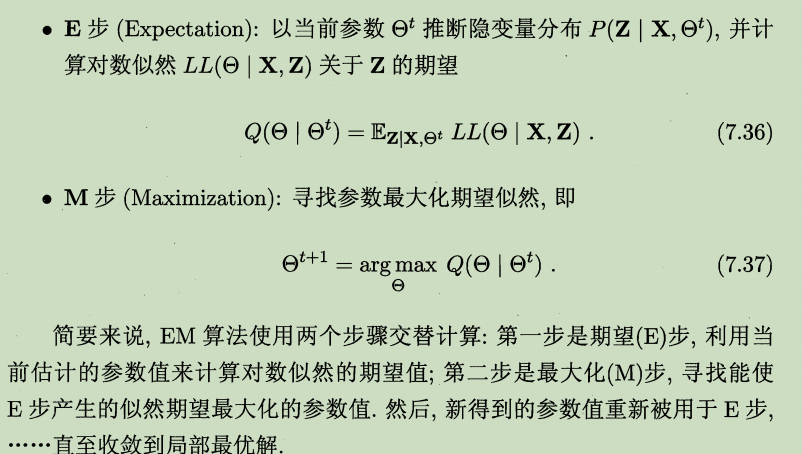 • E 步 (Expectation): 以当前参数 Θ^t 推断隐变量分布 P(Z | X, Θ^t), 并计
算对数似然 LL(Θ | X, Z) 关于 Z 的期望
Q(Θ | Θ^t) = 𝔼_{Z|X,Θ^t} LL(Θ | X, Z) . (7.36)
• M 步 (Maximization): 寻找参数最大化期望似然, 即
Θ^{t+1} = arg max_Θ Q(Θ | Θ^t) . (7.37)
简要来说, EM 算法使用两个步骤交替计算: 第一步是期望(E)步, 利用当
前估计的参数值来计算对数似然的期望值; 第二步是最大化(M)步, 寻找能使
E 步产生的似然期望最大化的参数值. 然后, 新得到的参数值重新被用于 E 步,
……直至收敛到局部最优解.